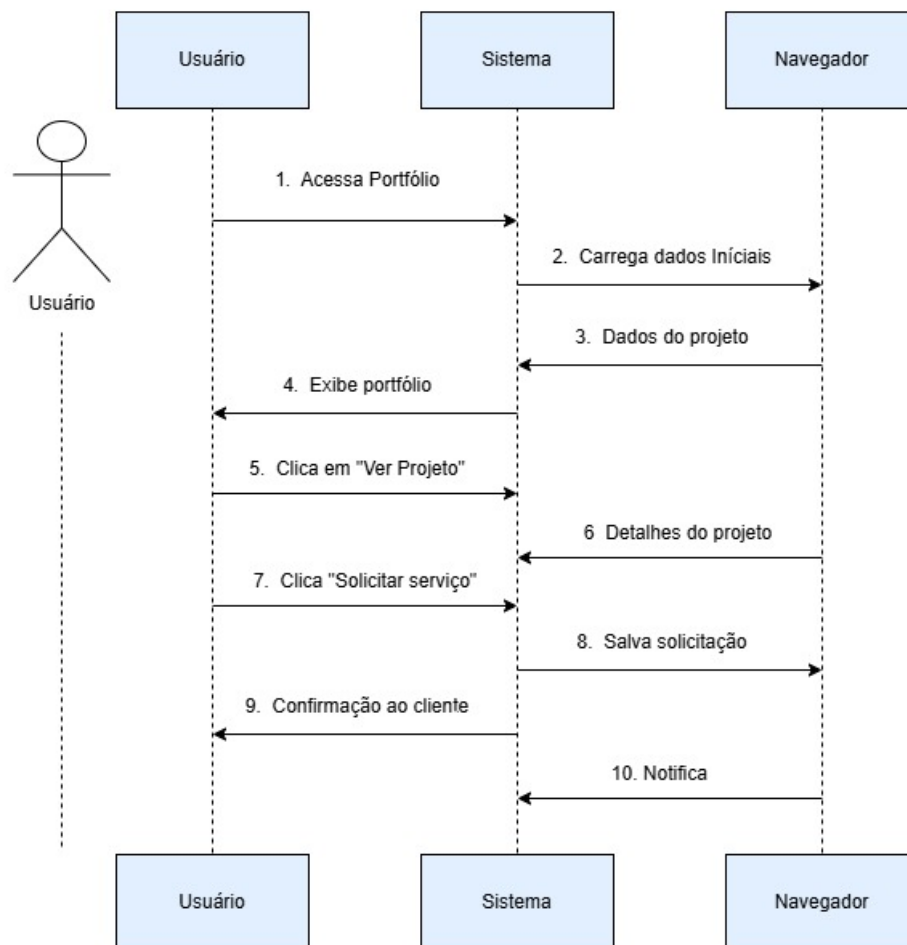 Usuário
Sistema
Navegador
1. Acessa Portfólio
2. Carrega dados Iníciais
Usuário
3. Dados do projeto
4. Exibe portfólio
5. Clica em "Ver Projeto"
6 Detalhes do projeto
7. Clica "Solicitar serviço"
8. Salva solicitação
9. Confirmação ao cliente
10. Notifica
Usuário
Sistema
Navegador